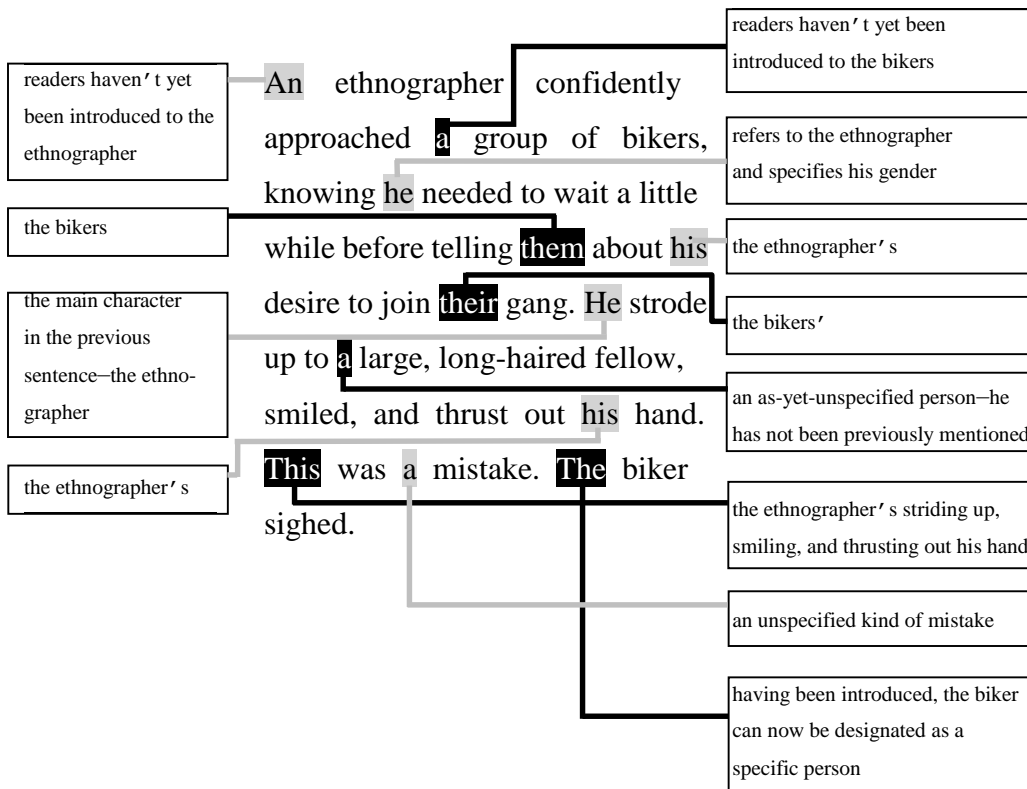 readers haven't yet
been introduced to the
ethnographer
the bikers
the main character
in the previous
sentence—the ethno-
grapher
the ethnographer's
An ethnographer confidently
approached a group of bikers,
knowing he needed to wait a little
while before telling them about his
desire to join their gang. He strode
up to a large, long-haired fellow,
smiled, and thrust out his hand.
This was a mistake. The biker
sighed.
readers haven't yet been
introduced to the bikers
refers to the ethnographer
and specifies his gender
the ethnographer's
the bikers'
an as-yet-unspecified person—he
has not been previously mentioned
the ethnographer's striding up,
smiling, and thrusting out his hand
an unspecified kind of mistake
having been introduced, the biker
can now be designated as a
specific person